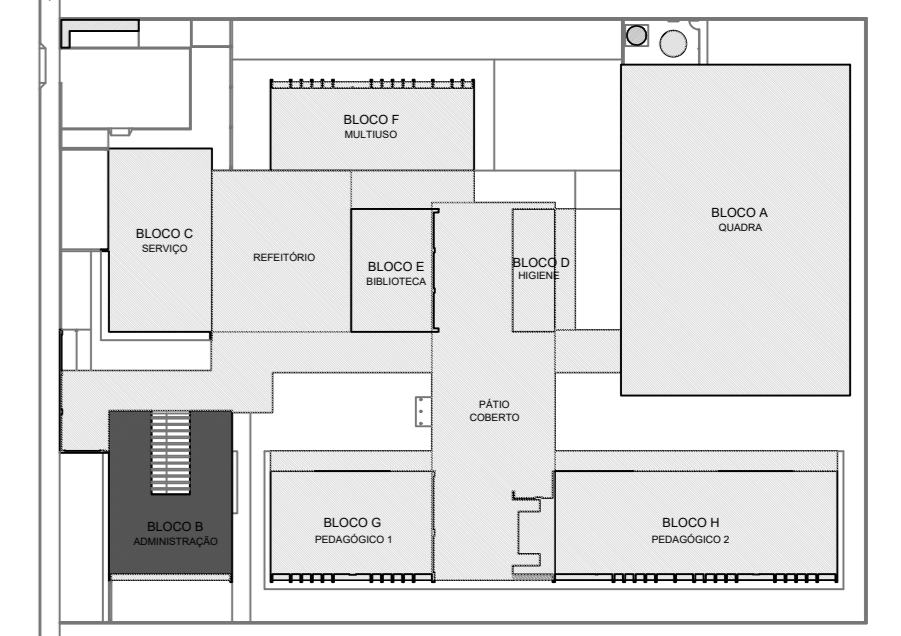 BLOCO F
MULTIUSO
BLOCO A
QUADRA
BLOCO C
SERVIÇO
REFEITÓRIO
BLOCO E
BIBLIOTECA
BLOCO D
HIGIENE
PÁTIO
COBERTO
BLOCO B
ADMINISTRAÇÃO
BLOCO G
PEDAGÓGICO 1
BLOCO H
PEDAGÓGICO 2